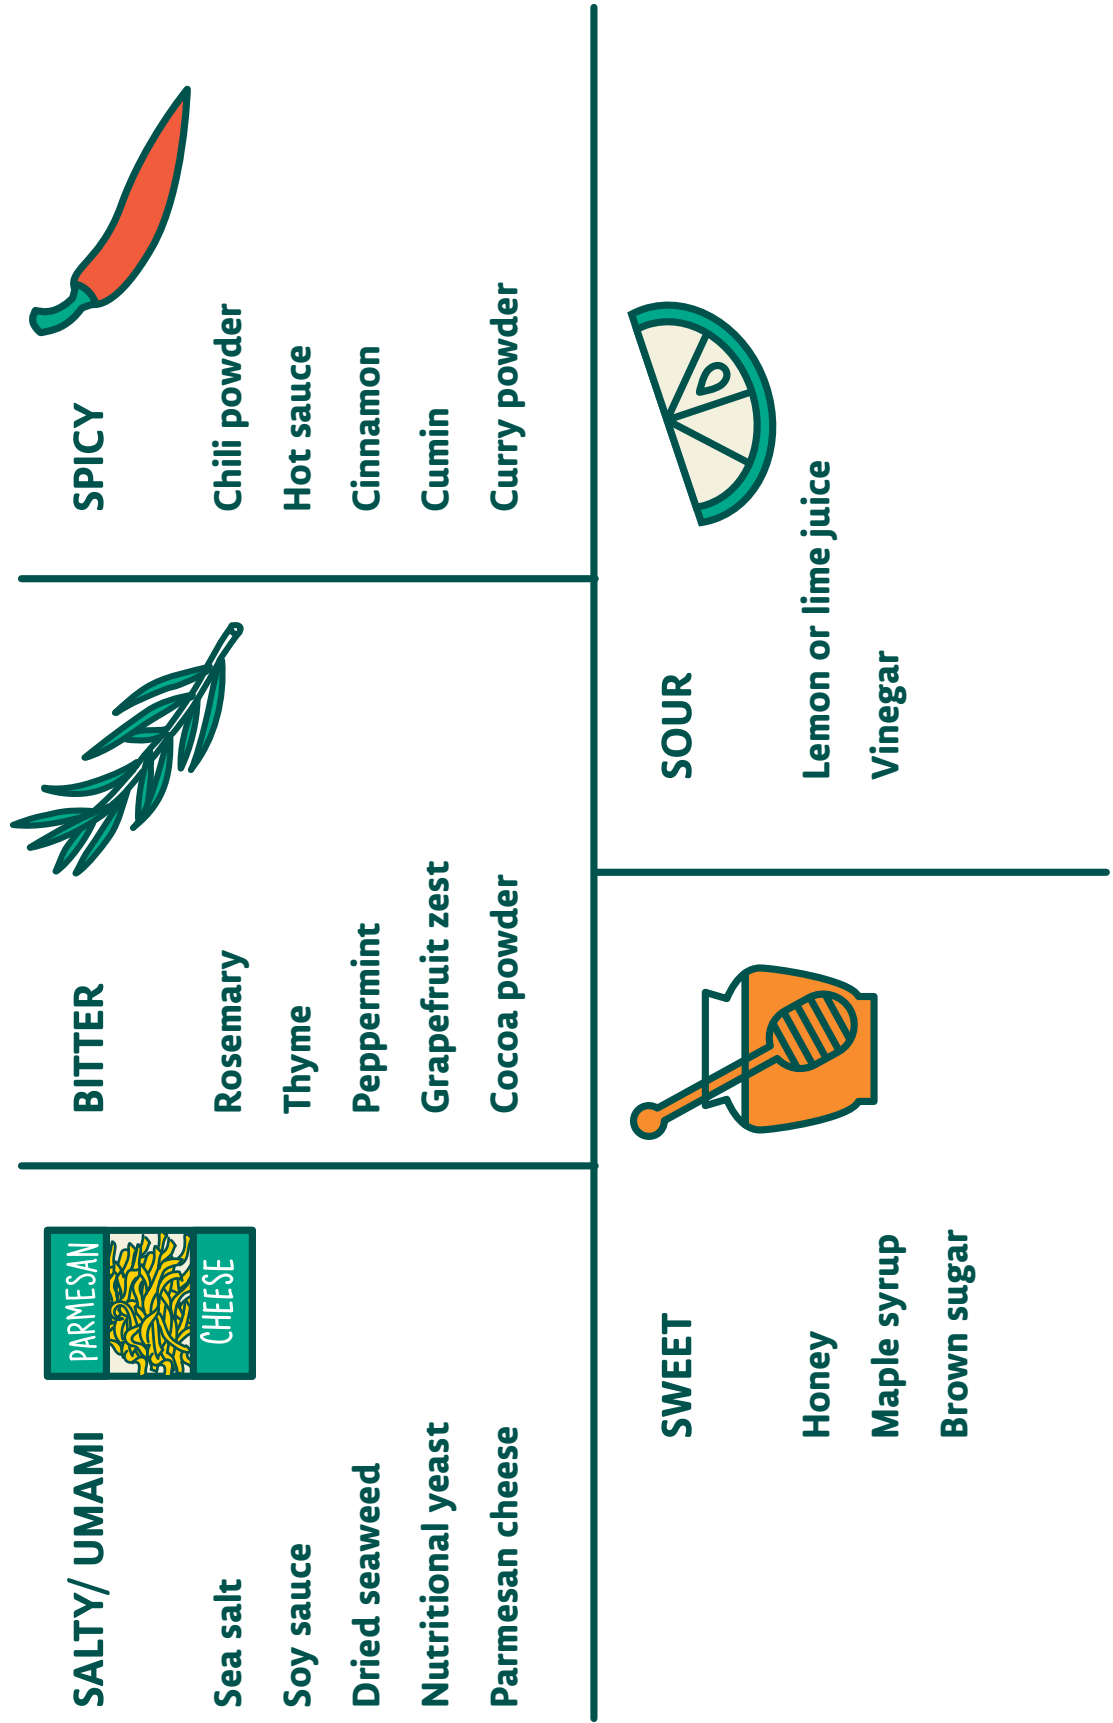 SALTY/ UMAMI
PARMESAN
CHEESE
Sea salt
Soy sauce
Dried seaweed
Nutritional yeast
Parmesan cheese
BITTER
Rosemary
Thyme
Peppermint
Grapefruit zest
Cocoa powder
SPICY
Chili powder
Hot sauce
Cinnamon
Cumin
Curry powder
SWEET
Honey
Maple syrup
Brown sugar
SOUR
Lemon or lime juice
Vinegar